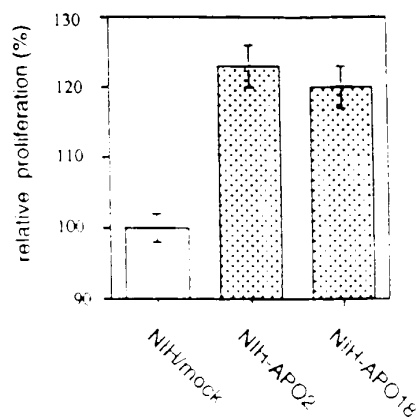 130
120
110
100
90
relative proliferation (%)
NIH/mock
NIH-APO2
NIH-APO18